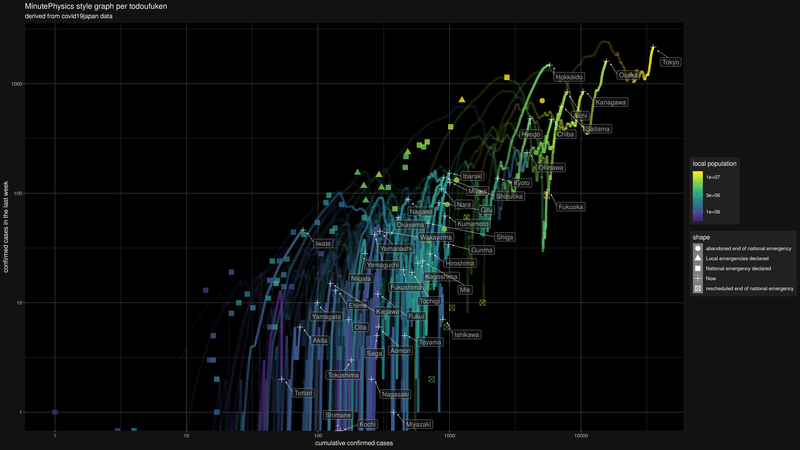 MinutePhysics style graph per todoufuken
derived from covid19japan data
confirmed cases in the last week
1000
100
10
1
Tokyo
Hokkaido
Osaka
Kanagawa
Aichi
Saitama
Hyogo
Chiba
Okinawa
Ibaraki
Kyoto
Miyagi
Shizuoka
Fukuoka
Nara
Gifu
Nagano
Okayama
Kumamoto
Wakayama
Shiga
Iwate
Yamanashi
Gunma
Yamaguchi
Hiroshima
Niigata
Kagoshima
Fukushima
Mie
Tochigi
Ehime
Kagawa
Yamagata
Fukui
Oita
Ishikawa
Akita
Toyama
Saga
Aomori
Tokushima
Tottori
Nagasaki
Shimane
Kochi
Miyazaki
1
10
100
1000
10000
cumulative confirmed cases
local population
1e+07
3e+06
1e+06
shape
abandoned end of national emergency
Local emergencies declared
National emergency declared
Now
rescheduled end of national emergency